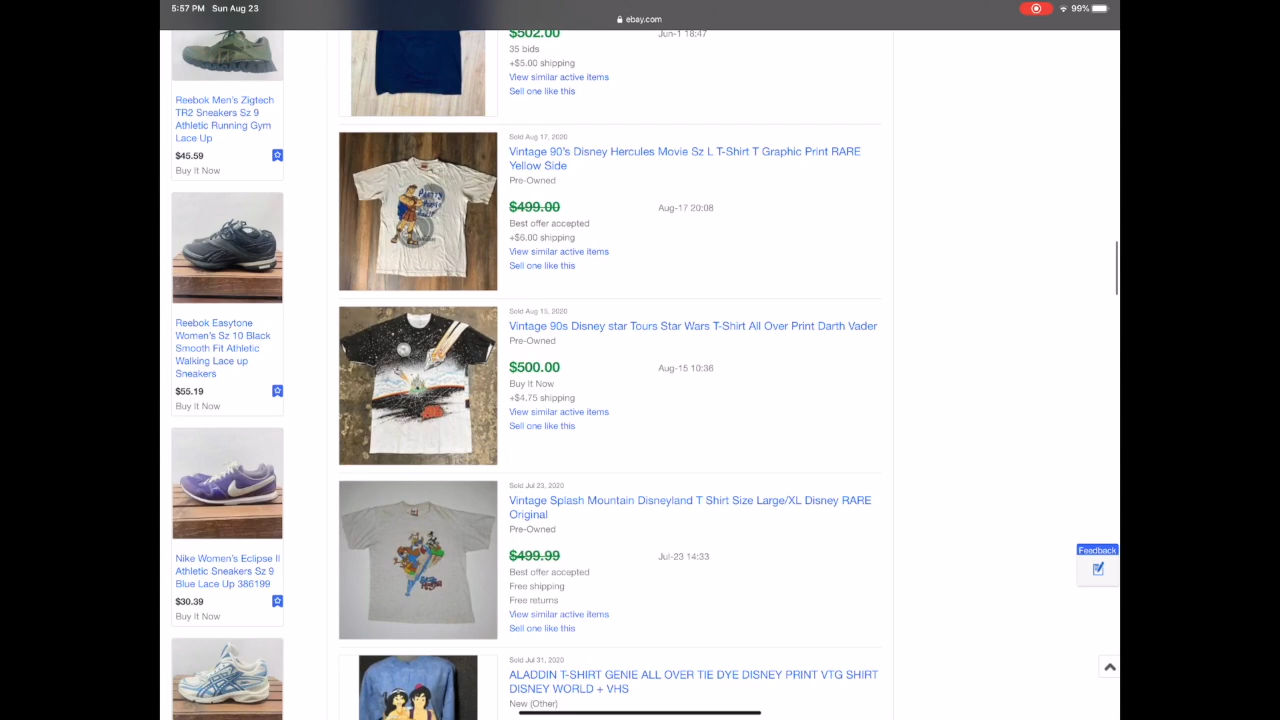 5:57 PM Sun Aug 23
99%
ebay.com
Reebok Men's Zigtech
TR2 Sneakers Sz 9
Athletic Running Gym
Lace Up
$45.59
Buy It Now
Reebok Easytone
Women's Sz 10 Black
Smooth Fit Athletic
Walking Lace up
Sneakers
$55.19
Buy It Now
Nike Women's Eclipse II
Athletic Sneakers Sz 9
Blue Lace Up 386199
$30.39
Buy It Now
$502.00
Jun-1 18:47
35 bids
+$5.00 shipping
View similar active items
Sell one like this
Sold Aug 17, 2020
Vintage 90's Disney Hercules Movie Sz L T-Shirt T Graphic Print RARE
Yellow Side
Pre-Owned
$499.00
Aug-17 20:08
Best offer accepted
+$6.00 shipping
View similar active items
Sell one like this
Sold Aug 15, 2020
Vintage 90s Disney star Tours Star Wars T-Shirt All Over Print Darth Vader
Pre-Owned
$500.00
Aug-15 10:36
Buy It Now
+$4.75 shipping
View similar active items
Sell one like this
Sold Jul 23, 2020
Vintage Splash Mountain Disneyland T Shirt Size Large/XL Disney RARE
Original
Pre-Owned
$499.99
Jul-23 14:33
Best offer accepted
Free shipping
Free returns
View similar active items
Sell one like this
Sold Jul 31, 2020
ALADDIN T-SHIRT GENIE ALL OVER TIE DYE DISNEY PRINT VTG SHIRT
DISNEY WORLD + VHS
New (Other)
Feedback